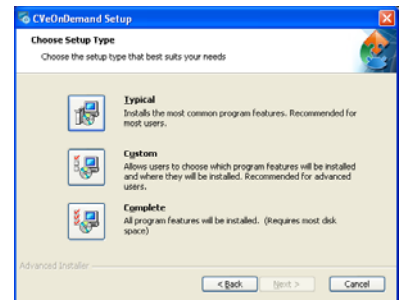 CVeOnDemand Setup
Choose Setup Type
Choose the setup type that best suits your needs
Typical
Installs the most common program features. Recommended for
most users.
Custom
Allows users to choose which program features will be installed
and where they will be installed. Recommended for advanced
users.
Complete
All program features will be installed. (Requires most disk
space)
Advanced Installer
< Back Next > Cancel